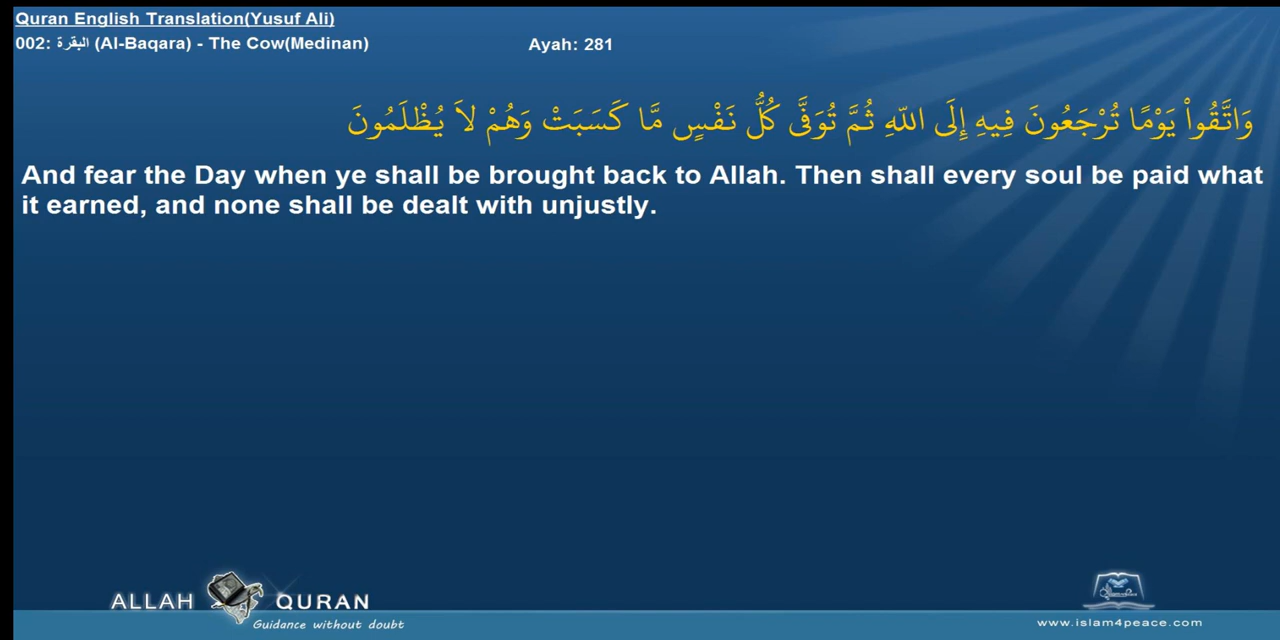 Quran English Translation(Yusuf Ali)
002: البقرة (Al-Baqara) - The Cow(Medinan) Ayah: 281
وَاتَّقُواْ يَوْمًا تُرْجَعُونَ فِيهِ إِلَى اللّهِ ثُمَّ تُوَفَّى كُلُّ نَفْسٍ مَّا كَسَبَتْ وَهُمْ لاَ يُظْلَمُونَ
And fear the Day when ye shall be brought back to Allah. Then shall every soul be paid what
it earned, and none shall be dealt with unjustly.
ALLAH QURAN
Guidance without doubt
www.islam4peace.com